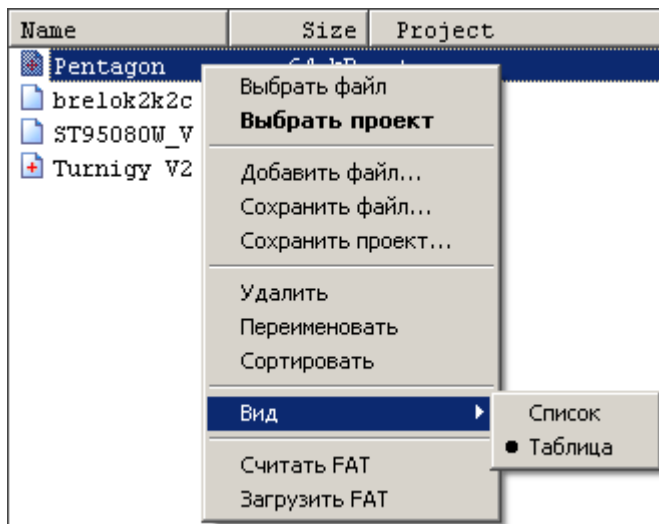 Name Size Project
Pentagon
brelok2k2c
ST95080W_V
Turnigy V2
Выбрать файл
Выбрать проект
Добавить файл...
Сохранить файл...
Сохранить проект...
Удалить
Переименовать
Сортировать
Вид
Список
Таблица
Считать FAT
Загрузить FAT